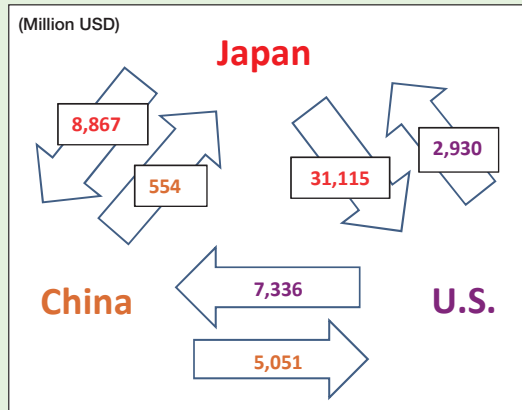 (Million USD)
Japan
8,867
554
31,115
2,930
China
7,336
U.S.
5,051